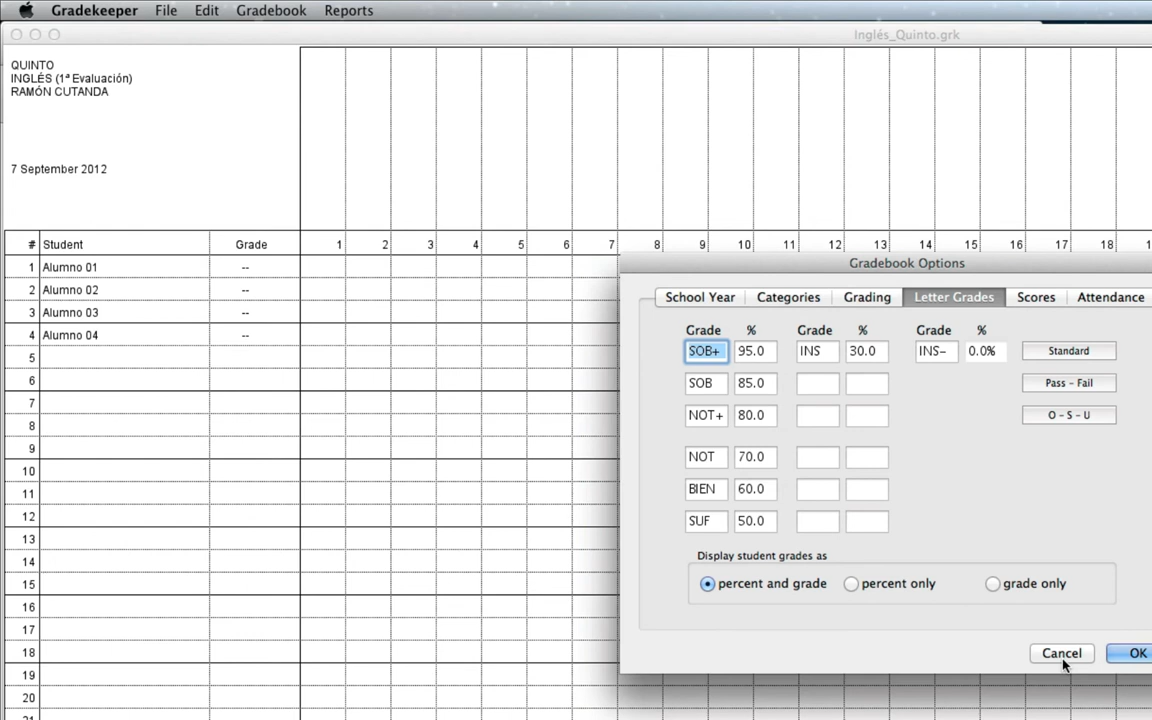 Gradekeeper File Edit Gradebook Reports
Inglés_Quinto.grk
QUINTO
INGLÉS (1ª Evaluación)
RAMÓN CUTANDA
7 September 2012
# Student Grade 1 2 3 4 5 6 7 8 9 10 11 12 13 14 15 16 17 18 1
1 Alumno 01 --
2 Alumno 02 --
3 Alumno 03 --
4 Alumno 04 --
5
6
7
8
9
10
11
12
13
14
15
16
17
18
19
20
Gradebook Options
School Year Categories Grading Letter Grades Scores Attendance
Grade % Grade % Grade %
SOB+ 95.0 INS 30.0 INS- 0.0% Standard
SOB 85.0 Pass - Fail
NOT+ 80.0 O - S - U
NOT 70.0
BIEN 60.0
SUF 50.0
Display student grades as
percent and grade percent only grade only
Cancel OK